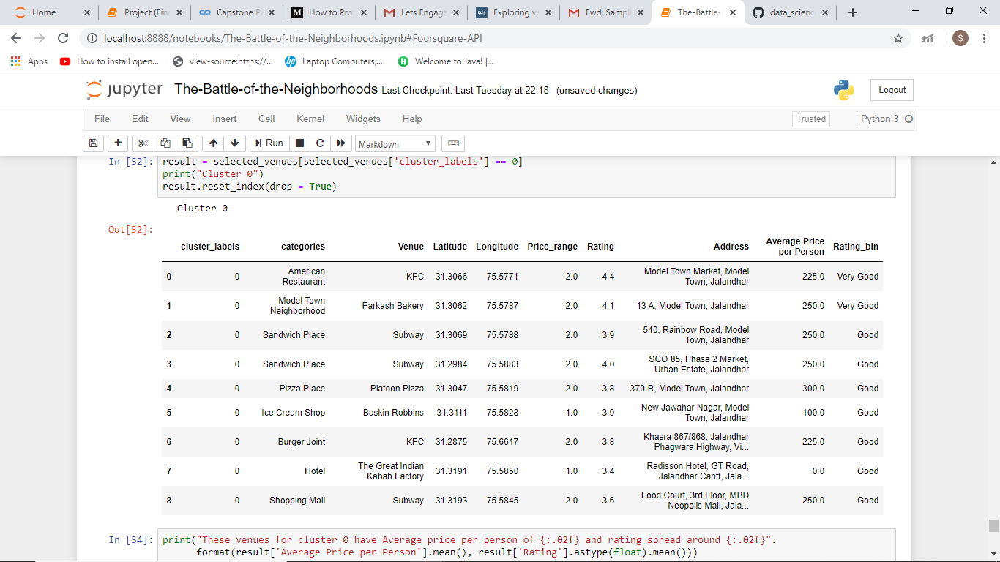 Home
Project (Fina
Capstone P
How to Pro
Lets Engage
tds Exploring v
Fwd: Sampl
The-Battle-
data_scienc
localhost:8888/notebooks/The-Battle-of-the-Neighborhoods.ipynb#Foursquare-API
S
Apps
How to install open...
view-source:https://...
Laptop Computers,...
Welcome to Java! |...
jupyter The-Battle-of-the-Neighborhoods Last Checkpoint: Last Tuesday at 22:18 (unsaved changes)
Logout
File Edit View Insert Cell Kernel Widgets Help
Trusted
Python 3
Run
Markdown
In [52]: result = selected_venues[selected_venues['cluster_labels'] == 0]
print("Cluster 0")
result.reset_index(drop = True)
Cluster 0
Out[52]:
cluster_labels categories Venue Latitude Longitude Price_range Rating Address Average Price per Person Rating_bin
0 0 American Restaurant KFC 31.3066 75.5771 2.0 4.4 Model Town Market, Model Town, Jalandhar 225.0 Very Good
1 0 Model Town Neighborhood Parkash Bakery 31.3062 75.5787 2.0 4.1 13 A, Model Town, Jalandhar 250.0 Very Good
2 0 Sandwich Place Subway 31.3069 75.5788 2.0 3.9 540, Rainbow Road, Model Town, Jalandhar 250.0 Good
3 0 Sandwich Place Subway 31.2984 75.5883 2.0 4.0 SCO 85, Phase 2 Market, Urban Estate, Jalandhar 250.0 Good
4 0 Pizza Place Platoon Pizza 31.3047 75.5819 2.0 3.8 370-R, Model Town, Jalandhar 300.0 Good
5 0 Ice Cream Shop Baskin Robbins 31.3111 75.5828 1.0 3.9 New Jawahar Nagar, Model Town, Jalandhar 100.0 Good
6 0 Burger Joint KFC 31.2875 75.6617 2.0 3.8 Khasra 867/868, Jalandhar Phagwara Highway, Vi... 225.0 Good
7 0 Hotel The Great Indian Kabab Factory 31.3191 75.5850 1.0 3.4 Radisson Hotel, GT Road, Jalandhar Cantt, Jala... 0.0 Good
8 0 Shopping Mall Subway 31.3193 75.5845 2.0 3.6 Food Court, 3rd Floor, MBD Neopolis Mall, Jala... 250.0 Good
In [54]: print("These venues for cluster 0 have Average price per person of {:.02f} and rating spread around {:.02f}".
format(result['Average Price per Person'].mean(), result['Rating'].astype(float).mean()))